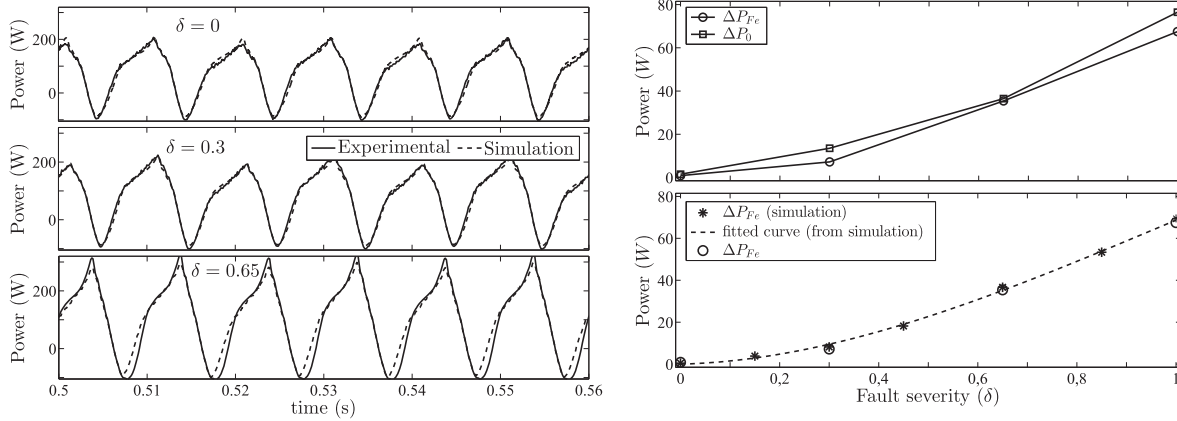 δ = 0
200
0
Power (W)
δ = 0.3
Experimental
Simulation
200
0
Power (W)
δ = 0.65
200
0
Power (W)
0.5
0.51
0.52
0.53
0.54
0.55
0.56
time (s)
80
60
40
20
0
Power (W)
ΔP_Fe
ΔP_0
80
60
40
20
0
Power (W)
ΔP_Fe (simulation)
fitted curve (from simulation)
ΔP_Fe
0
0,2
0,4
0,6
0,8
1
Fault severity (δ)